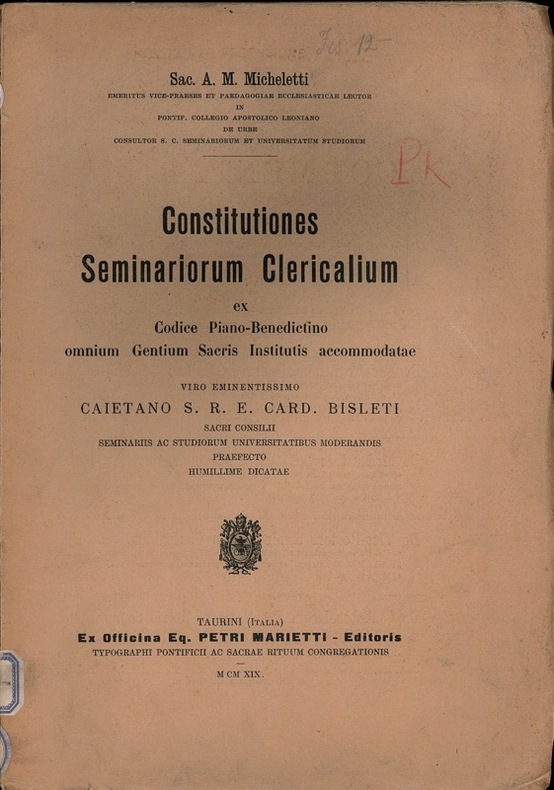 Sac. A. M. Micheletti
EMERITUS VICE-PRAESES ET PAEDAGOGIAE ECCLESIASTICAE LECTOR
IN
PONTIF. COLLEGIO APOSTOLICO LEONIANO
DE URBE
CONSULTOR S. C. SEMINARIORUM ET UNIVERSITATUM STUDIORUM
PK
Constitutiones
Seminariorum Clericalium
ex
Codice Piano-Benedictino
omnium Gentium Sacris Institutis accommodatae
VIRO EMINENTISSIMO
CAIETANO S. R. E. CARD. BISLETI
SACRI CONSILII
SEMINARIIS AC STUDIORUM UNIVERSITATIBUS MODERANDIS
PRAEFECTO
HUMILLIME DICATAE
TAURINI (ITALIA)
Ex Officina Eq. PETRI MARIETTI - Editoris
TYPOGRAPHI PONTIFICII AC SACRAE RITUUM CONGREGATIONIS
M CM XIX.